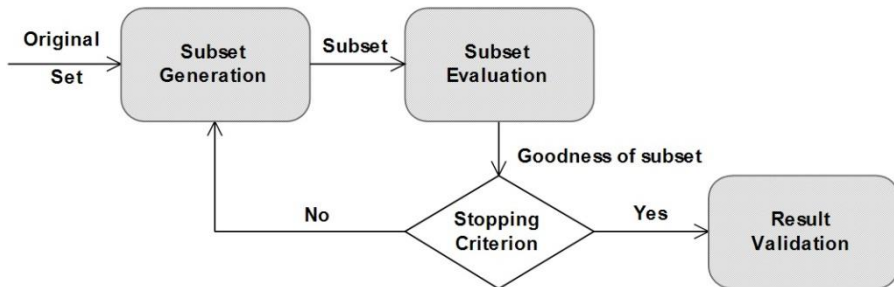 Original
Set
Subset
Generation
Subset
Subset
Evaluation
Goodness of subset
Stopping
Criterion
No
Yes
Result
Validation